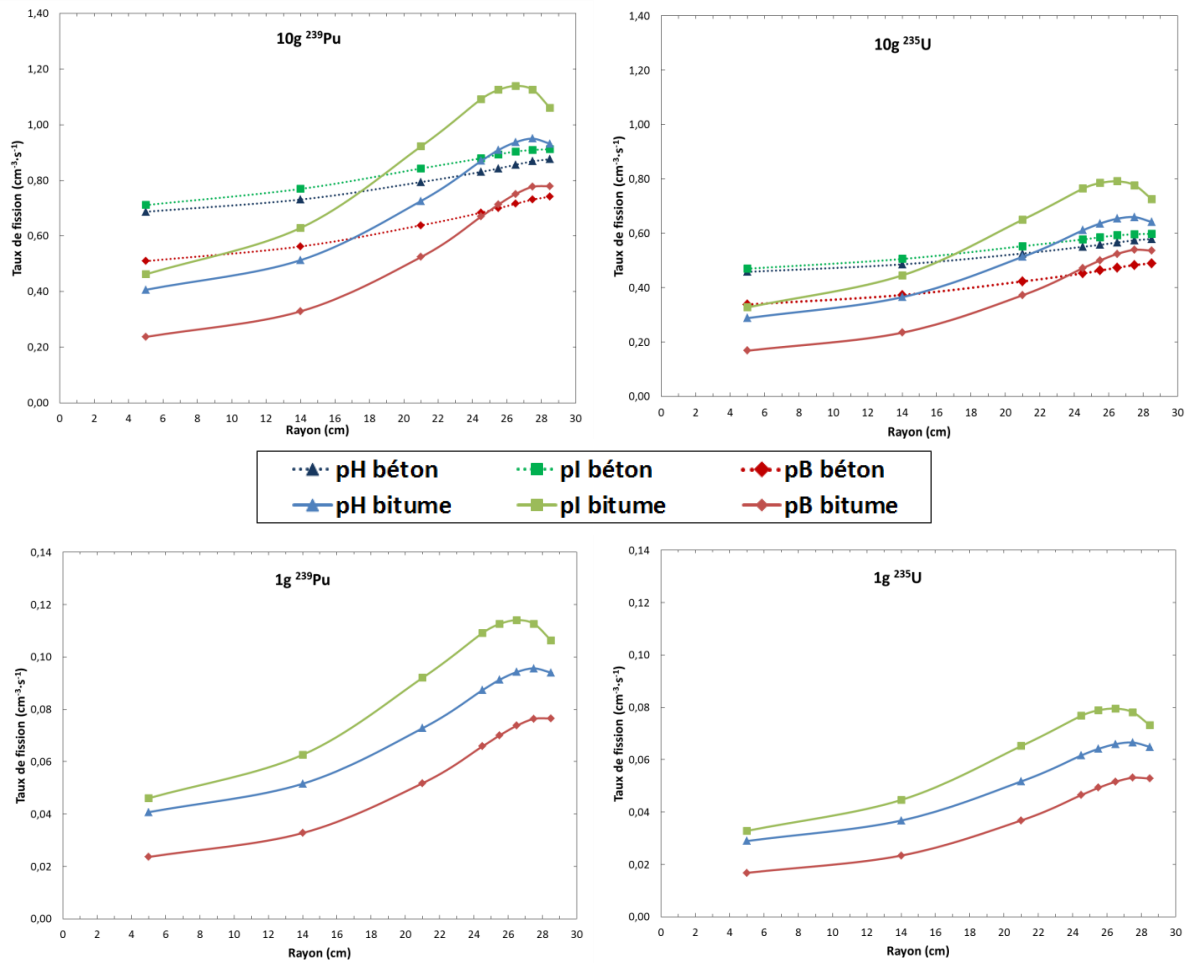 10g ²³⁹Pu
Taux de fission (cm⁻³·s⁻¹)
1,40
1,20
1,00
0,80
0,60
0,40
0,20
0,00
0 2 4 6 8 10 12 14 16 18 20 22 24 26 28 30
Rayon (cm)
10g ²³⁵U
Taux de fission (cm⁻³·s⁻¹)
1,40
1,20
1,00
0,80
0,60
0,40
0,20
0,00
0 2 4 6 8 10 12 14 16 18 20 22 24 26 28 30
Rayon (cm)
pH béton pI béton pB béton
pH bitume pI bitume pB bitume
1g ²³⁹Pu
Taux de fission (cm⁻³·s⁻¹)
0,14
0,12
0,10
0,08
0,06
0,04
0,02
0,00
0 2 4 6 8 10 12 14 16 18 20 22 24 26 28 30
Rayon (cm)
1g ²³⁵U
Taux de fission (cm⁻³·s⁻¹)
0,14
0,12
0,10
0,08
0,06
0,04
0,02
0,00
0 2 4 6 8 10 12 14 16 18 20 22 24 26 28 30
Rayon (cm)